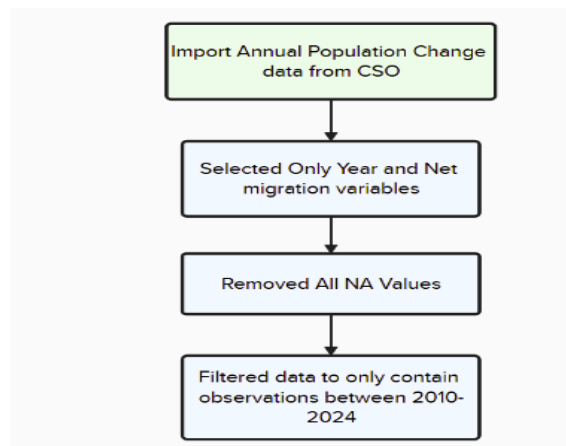 Import Annual Population Change
data from CSO
Selected Only Year and Net
migration variables
Removed All NA Values
Filtered data to only contain
observations between 2010-
2024